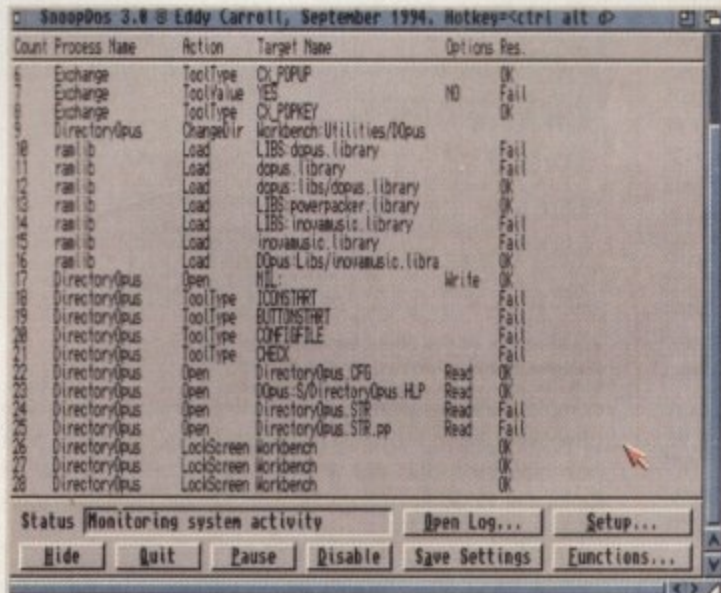 SnoopDos 3.0 © Eddy Carroll, September 1994. Hotkey=<ctrl alt d>
Count Process Name Action Target Name Options Res.
6 Exchange ToolType CX_POPUP OK
7 Exchange ToolValue YES NO Fail
8 Exchange ToolType CX_POPKEY OK
9 DirectoryOpus ChangeDir Workbench:Utilities/DOpus
10 ramlib Load LIBS:dopus.library Fail
11 ramlib Load dopus.library Fail
12 ramlib Load dopus:libs/dopus.library OK
13 ramlib Load LIBS:powerpacker.library OK
14 ramlib Load LIBS:inovamusic.library Fail
15 ramlib Load inovamusic.library Fail
16 ramlib Load DOpus:Libs/inovamusic.libra OK
17 DirectoryOpus Open NIL: Write OK
18 DirectoryOpus ToolType ICONSTART Fail
19 DirectoryOpus ToolType BUTTONSTART Fail
20 DirectoryOpus ToolType CONFIGFILE Fail
21 DirectoryOpus ToolType CHECK Fail
22 DirectoryOpus Open DirectoryOpus.CFG Read OK
23 DirectoryOpus Open DOpus:S/DirectoryOpus.HLP Read OK
24 DirectoryOpus Open DirectoryOpus.STR Read Fail
25 DirectoryOpus Open DirectoryOpus.STR.pp Read Fail
26 DirectoryOpus LockScreen Workbench OK
27 DirectoryOpus LockScreen Workbench OK
28 DirectoryOpus LockScreen Workbench OK
Status Monitoring system activity Open Log... Setup...
Hide Quit Pause Disable Save Settings Functions...